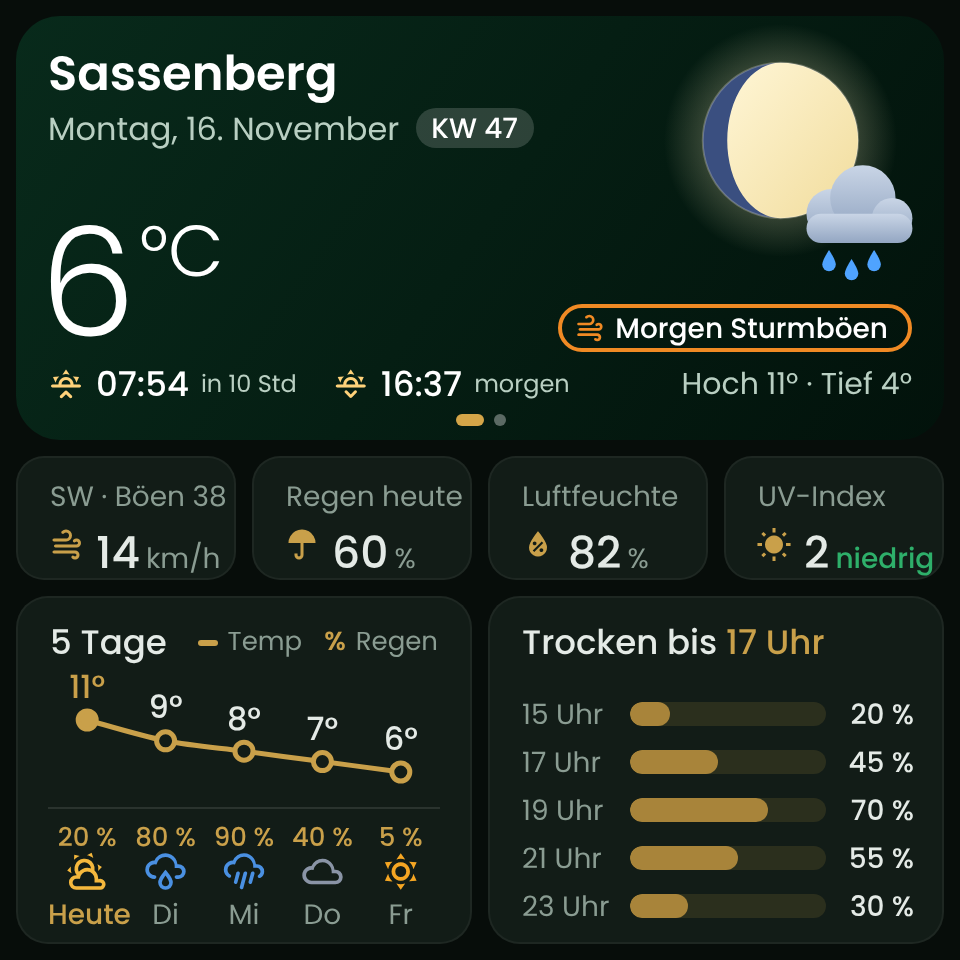 Sassenberg
Montag, 16. November KW 47
6°C
Morgen Sturmböen
07:54 in 10 Std 16:37 morgen Hoch 11° · Tief 4°
SW · Böen 38
14 km/h
Regen heute
60 %
Luftfeuchte
82 %
UV-Index
2 niedrig
5 Tage Temp % Regen
11° 9° 8° 7° 6°
20 % 80 % 90 % 40 % 5 %
Heute Di Mi Do Fr
Trocken bis 17 Uhr
15 Uhr 20 %
17 Uhr 45 %
19 Uhr 70 %
21 Uhr 55 %
23 Uhr 30 %